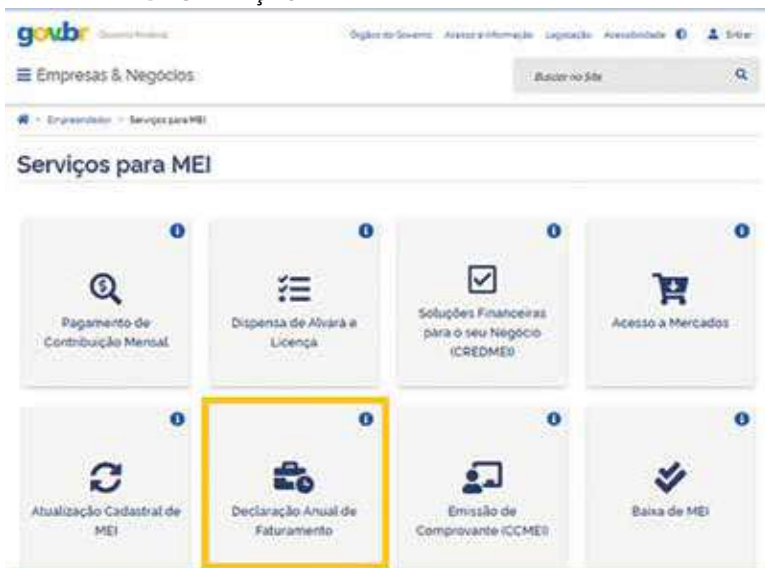 gov.br Governo Federal
Órgãos do Governo Acesso à Informação Legislação Acessibilidade Entrar
Empresas & Negócios
Buscar no Site
Empreendedor > Serviços para MEI
Serviços para MEI
Pagamento de
Contribuição Mensal
Dispensa de Alvará e
Licença
Soluções Financeiras
para o seu Negócio
(CREDMEI)
Acesso a Mercados
Atualização Cadastral de
MEI
Declaração Anual de
Faturamento
Emissão de
Comprovante (CCMEI)
Baixa de MEI